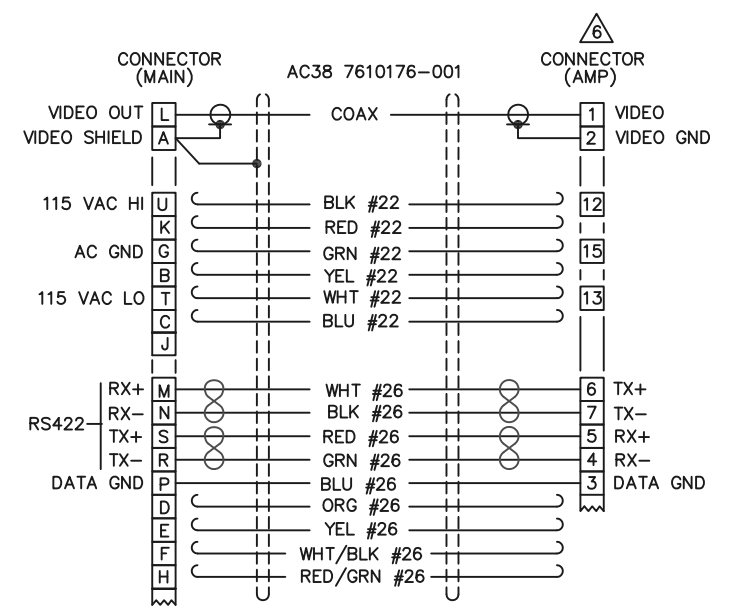 6
CONNECTOR (MAIN)
AC38 7610176-001
CONNECTOR (AMP)
VIDEO OUT L COAX 1 VIDEO
VIDEO SHIELD A 2 VIDEO GND
115 VAC HI U BLK #22 12
K RED #22
AC GND G GRN #22 15
B YEL #22
115 VAC LO T WHT #22 13
C BLU #22
J
RS422
RX+ M WHT #26 6 TX+
RX- N BLK #26 7 TX-
TX+ S RED #26 5 RX+
TX- R GRN #26 4 RX-
DATA GND P BLU #26 3 DATA GND
D ORG #26
E YEL #26
F WHT/BLK #26
H RED/GRN #26